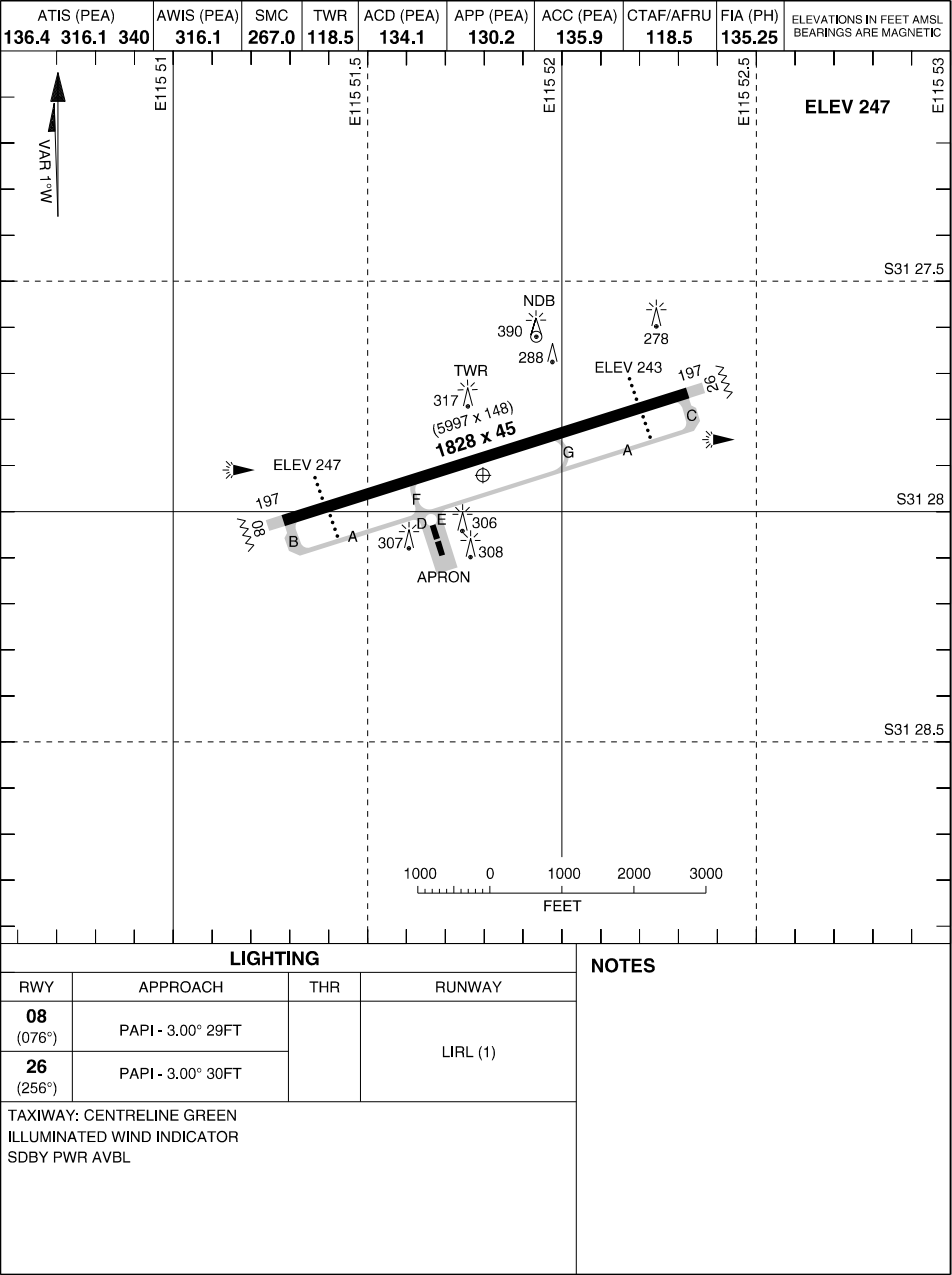 ATIS (PEA) AWIS (PEA) SMC TWR ACD (PEA) APP (PEA) ACC (PEA) CTAF/AFRU FIA (PH) ELEVATIONS IN FEET AMSL
136.4 316.1 340 316.1 267.0 118.5 134.1 130.2 135.9 118.5 135.25 BEARINGS ARE MAGNETIC
E115 51
E115 51.5
E115 52
E115 52.5
E115 53
ELEV 247
VAR 1°W
S31 27.5
NDB
390
278
288
ELEV 243
197
26
TWR
317
(5997 x 148)
1828 x 45
C
G
A
ELEV 247
197
08
F
S31 28
B
A
D
E
306
307
308
APRON
S31 28.5
1000 0 1000 2000 3000
FEET
LIGHTING
RWY APPROACH THR RUNWAY
08
(076°)
PAPI - 3.00° 29FT
LIRL (1)
26
(256°)
PAPI - 3.00° 30FT
TAXIWAY: CENTRELINE GREEN
ILLUMINATED WIND INDICATOR
SDBY PWR AVBL
NOTES